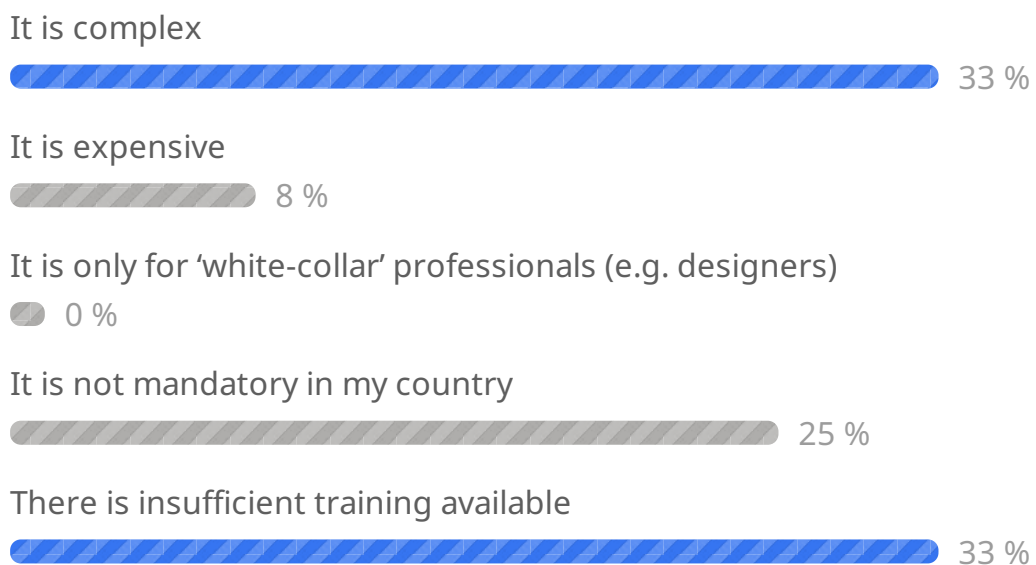 It is complex
33 %
It is expensive
8 %
It is only for ‘white-collar’ professionals (e.g. designers)
0 %
It is not mandatory in my country
25 %
There is insufficient training available
33 %